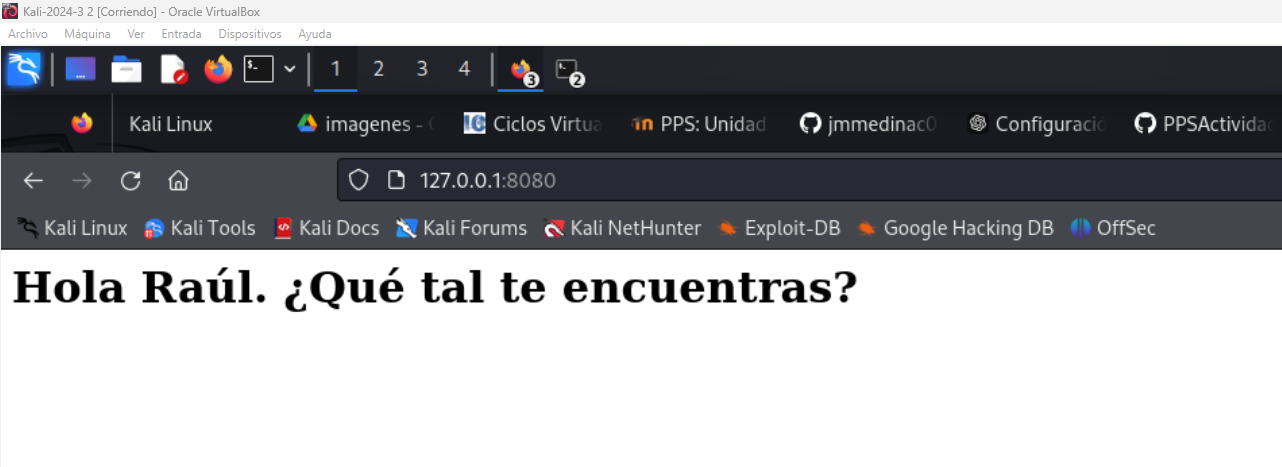 Kali-2024-3 2 [Corriendo] - Oracle VirtualBox
Archivo Máquina Ver Entrada Dispositivos Ayuda
1 2 3 4 3 2
Kali Linux imagenes - Ciclos Virtua PPS: Unidad jmmedinac0 Configuració PPSActivida
127.0.0.1:8080
Kali Linux Kali Tools Kali Docs Kali Forums Kali NetHunter Exploit-DB Google Hacking DB OffSec
Hola Raúl. ¿Qué tal te encuentras?